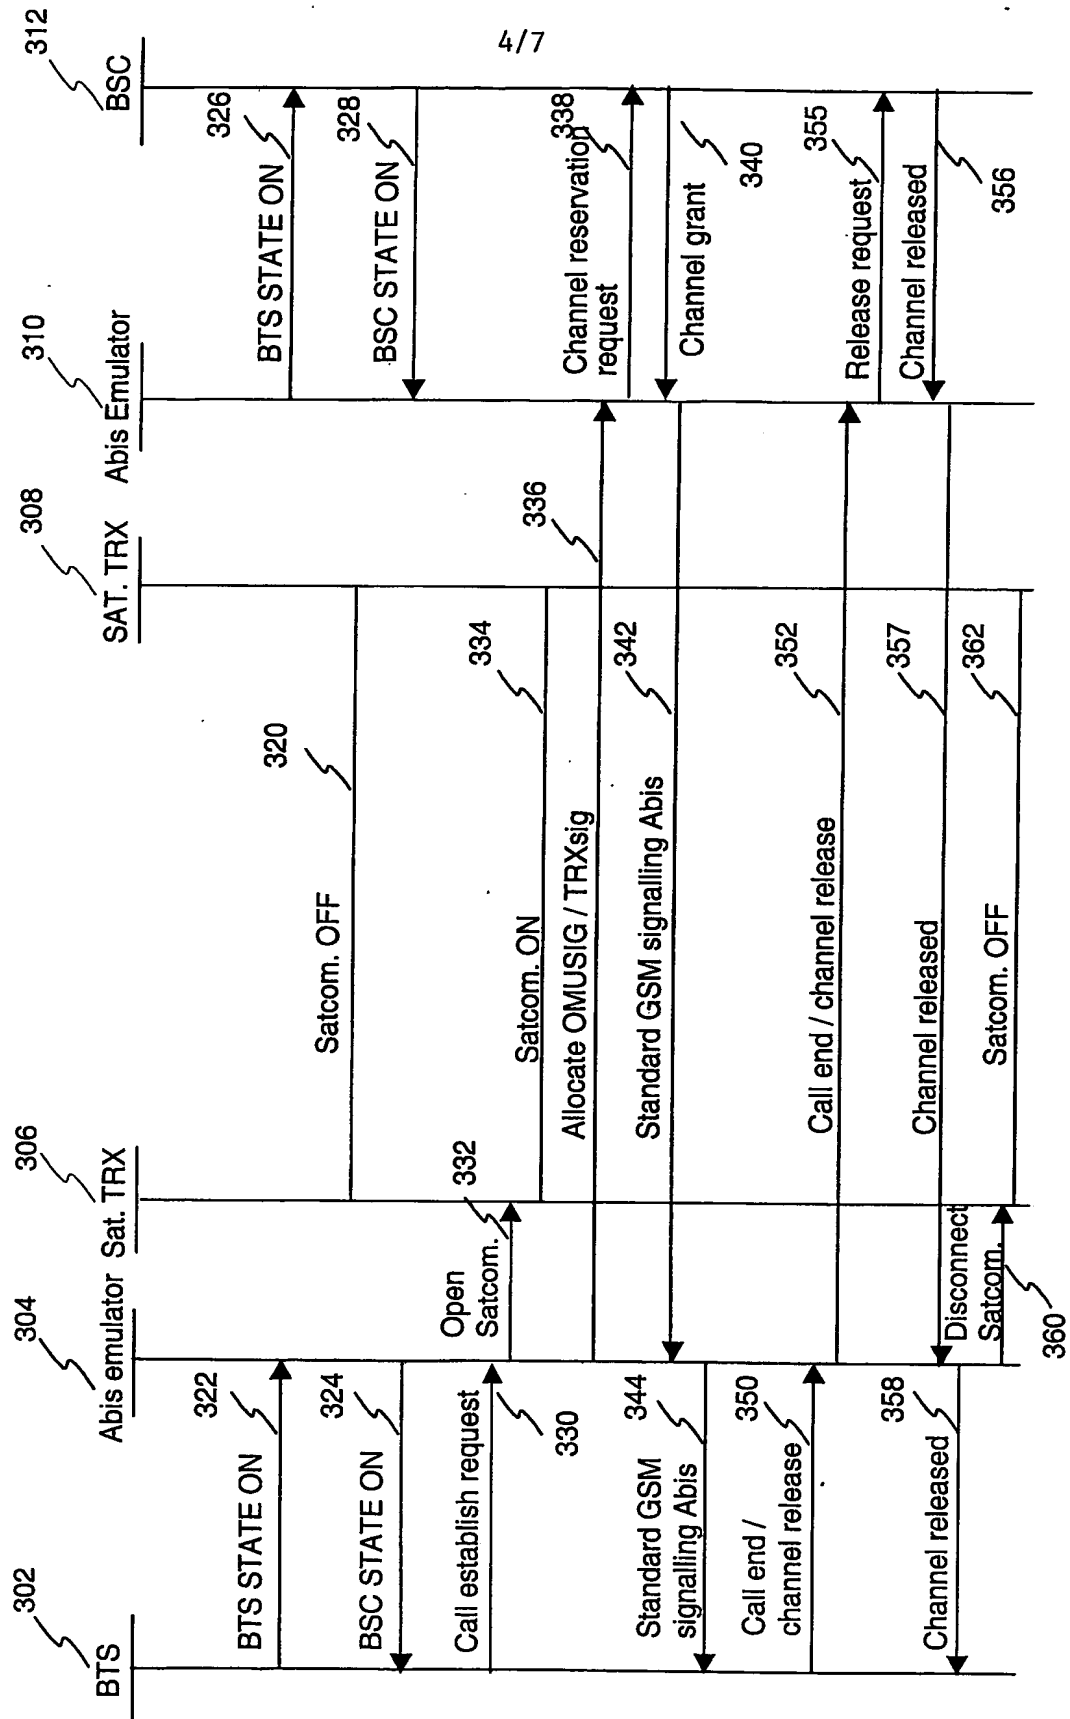 4/7
302
BTS
304
Abis emulator
306
Sat. TRX
308
SAT. TRX
310
Abis Emulator
312
BSC
BTS STATE ON
322
BTS STATE ON
326
Satcom. OFF
320
BSC STATE ON
324
BSC STATE ON
328
Call establish request
330
Open
Satcom.
332
Satcom. ON
334
Allocate OMUSIG / TRXsig
336
Channel reservation
request
338
Channel grant
340
Standard GSM signalling Abis
342
Standard GSM
signalling Abis
344
Call end /
channel release
350
Call end / channel release
352
Release request
355
Channel released
356
Channel released
357
Channel released
358
Disconnect
Satcom.
360
Satcom. OFF
362